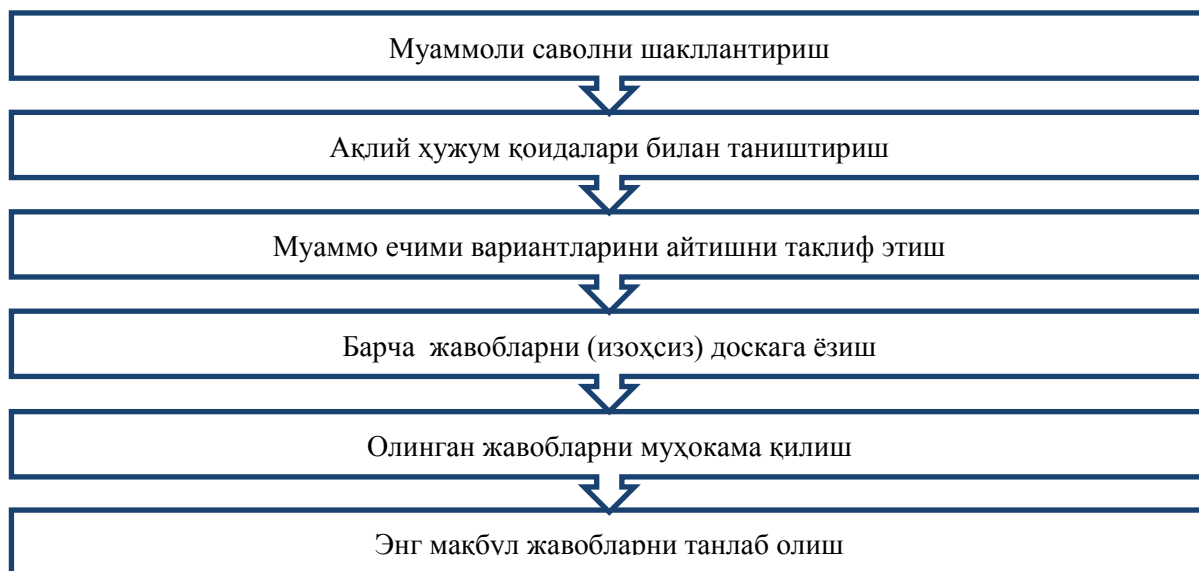 Муаммоли саволни шакллантириш
Ақлий ҳужум қоидалари билан таништириш
Муаммо ечими вариантларини айтишни таклиф этиш
Барча жавобларни (изоҳсиз) доскага ёзиш
Олинган жавобларни муҳокама қилиш
Энг мақбул жавобларни танлаб олиш